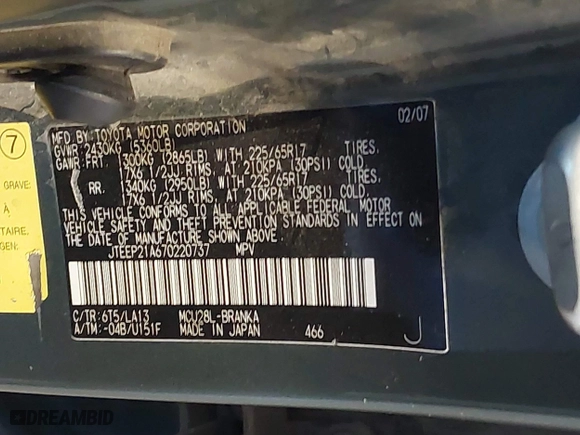 MFD. BY: TOYOTA MOTOR CORPORATION 02/07
GVWR 2430KG (5360LB)
GAWR: FRT. 1300KG (2865LB) WITH 225/65R17 TIRES,
17X6 1/2JJ RIMS, AT 210KPA (30PSI) COLD.
RR. 1340KG (2950LB) WITH 225/65R17 TIRES,
17X6 1/2JJ RIMS, AT 210KPA (30PSI) COLD.
THIS VEHICLE CONFORMS TO ALL APPLICABLE FEDERAL MOTOR
VEHICLE SAFETY AND THEFT PREVENTION STANDARDS IN EFFECT ON
THE DATE OF MANUFACTURE SHOWN ABOVE.
JTEEP21A670220737 MPV
C/TR: 6T5/LA13 MCU28L-BRANKA
A/TM: -04B/U151F MADE IN JAPAN 466 J
7
GRAVE:
À
TAIRE.
GEN:
DREAMBID